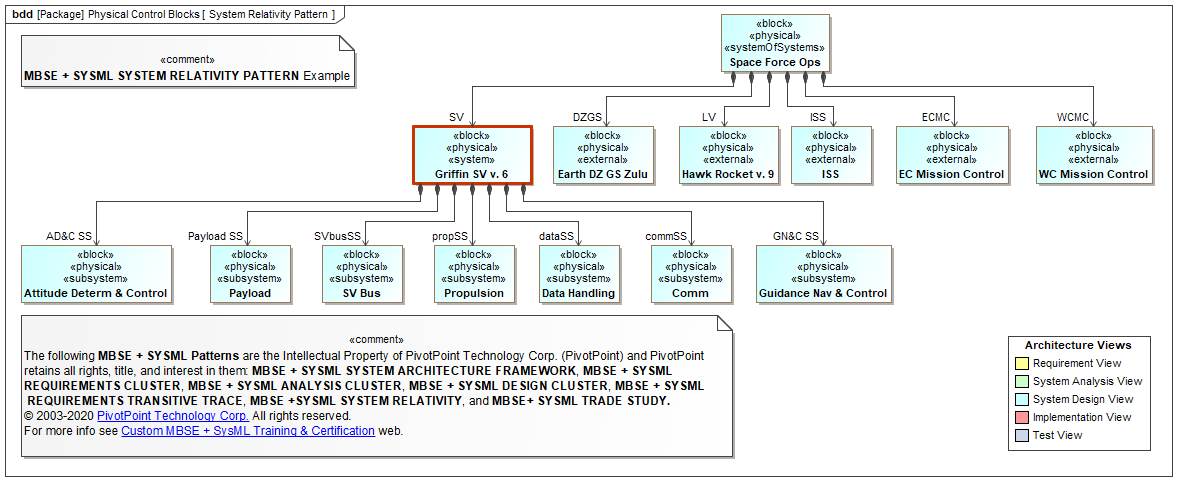 bdd [Package] Physical Control Blocks [ System Relativity Pattern ]
«comment»
MBSE + SYSML SYSTEM RELATIVITY PATTERN Example
«block»
«physical»
«systemOfSystems»
Space Force Ops
SV
DZGS
LV
ISS
ECMC
WCMC
«block»
«physical»
«system»
Griffin SV v. 6
«block»
«physical»
«external»
Earth DZ GS Zulu
«block»
«physical»
«external»
Hawk Rocket v. 9
«block»
«physical»
«external»
ISS
«block»
«physical»
«external»
EC Mission Control
«block»
«physical»
«external»
WC Mission Control
AD&C SS
Payload SS
SVbusSS
propSS
dataSS
commSS
GN&C SS
«block»
«physical»
«subsystem»
Attitude Determ & Control
«block»
«physical»
«subsystem»
Payload
«block»
«physical»
«subsystem»
SV Bus
«block»
«physical»
«subsystem»
Propulsion
«block»
«physical»
«subsystem»
Data Handling
«block»
«physical»
«subsystem»
Comm
«block»
«physical»
«subsystem»
Guidance Nav & Control
«comment»
The following MBSE + SYSML Patterns are the Intellectual Property of PivotPoint Technology Corp. (PivotPoint) and PivotPoint
retains all rights, title, and interest in them: MBSE + SYSML SYSTEM ARCHITECTURE FRAMEWORK, MBSE + SYSML
REQUIREMENTS CLUSTER, MBSE + SYSML ANALYSIS CLUSTER, MBSE + SYSML DESIGN CLUSTER, MBSE + SYSML
REQUIREMENTS TRANSITIVE TRACE, MBSE +SYSML SYSTEM RELATIVITY, and MBSE+ SYSML TRADE STUDY.
© 2003-2020 PivotPoint Technology Corp. All rights reserved.
For more info see Custom MBSE + SysML Training & Certification web.
Architecture Views
Requirement View
System Analysis View
System Design View
Implementation View
Test View